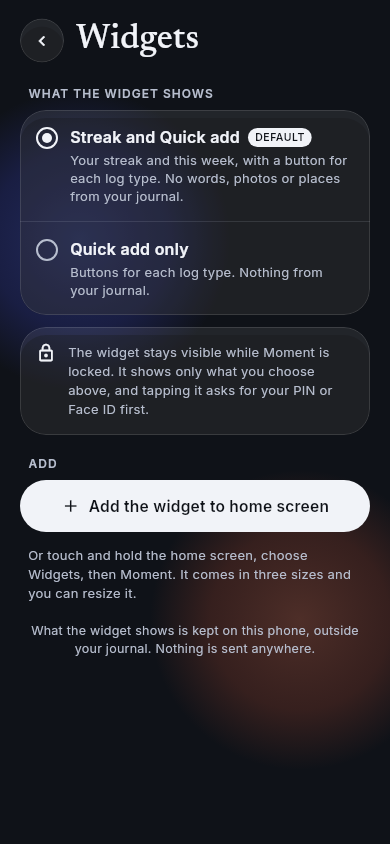 Widgets
WHAT THE WIDGET SHOWS
Streak and Quick add DEFAULT
Your streak and this week, with a button for
each log type. No words, photos or places
from your journal.
Quick add only
Buttons for each log type. Nothing from
your journal.
The widget stays visible while Moment is
locked. It shows only what you choose
above, and tapping it asks for your PIN or
Face ID first.
ADD
Add the widget to home screen
Or touch and hold the home screen, choose
Widgets, then Moment. It comes in three sizes and
you can resize it.
What the widget shows is kept on this phone, outside
your journal. Nothing is sent anywhere.